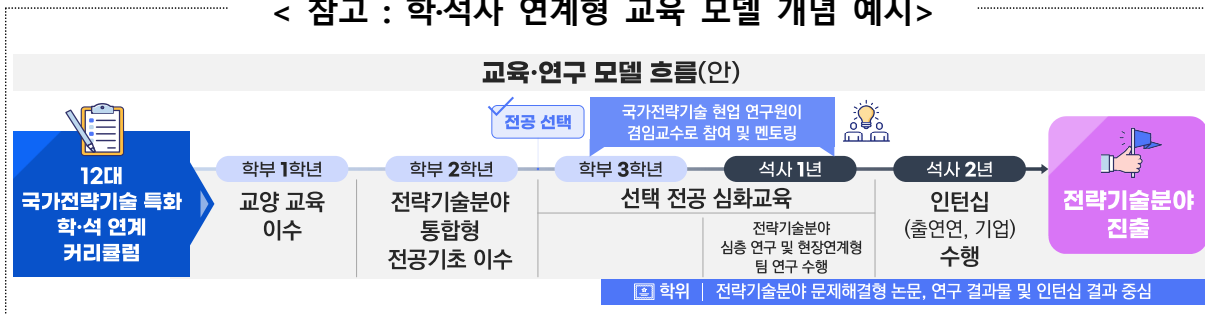 < 참고 : 학·석사 연계형 교육 모델 개념 예시>
교육·연구 모델 흐름(안)
12대
국가전략기술 특화
학·석 연계
커리큘럼
전공 선택
국가전략기술 현업 연구원이
겸임교수로 참여 및 멘토링
학부 1학년
교양 교육
이수
학부 2학년
전략기술분야
통합형
전공기초 이수
학부 3학년
석사 1년
선택 전공 심화교육
전략기술분야
심층 연구 및 현장연계형
팀 연구 수행
석사 2년
인턴십
(출연연, 기업)
수행
전략기술분야
진출
학위 | 전략기술분야 문제해결형 논문, 연구 결과물 및 인턴십 결과 중심